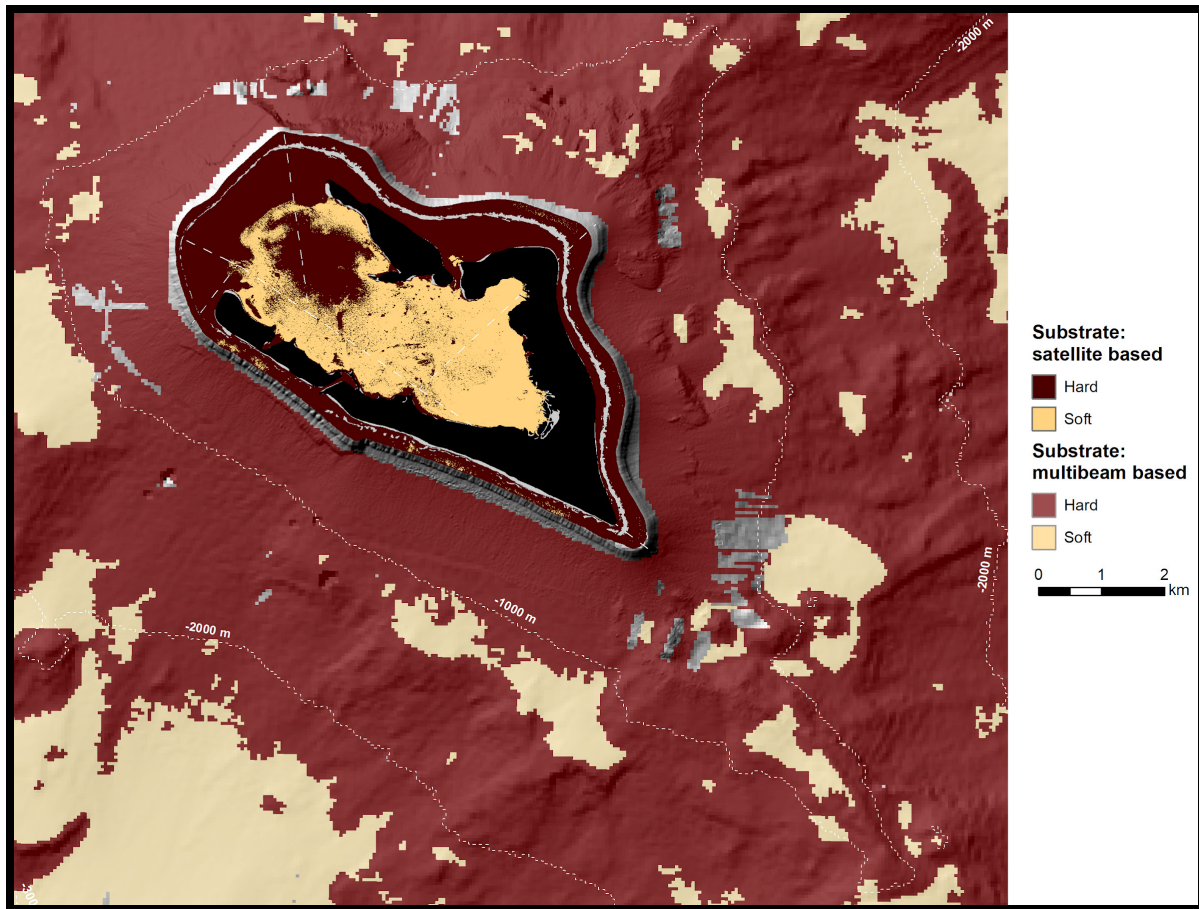 -2000 m
Substrate:
satellite based
Hard
Soft
Substrate:
multibeam based
Hard
Soft
0 1 2
km
-2000 m
-1000 m
-2000 m